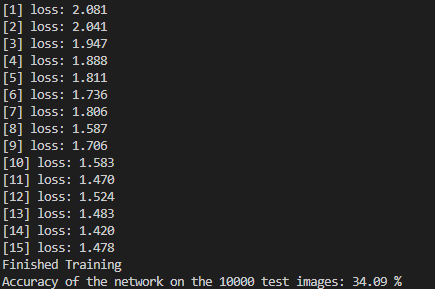 [1] loss: 2.081
[2] loss: 2.041
[3] loss: 1.947
[4] loss: 1.888
[5] loss: 1.811
[6] loss: 1.736
[7] loss: 1.806
[8] loss: 1.587
[9] loss: 1.706
[10] loss: 1.583
[11] loss: 1.470
[12] loss: 1.524
[13] loss: 1.483
[14] loss: 1.420
[15] loss: 1.478
Finished Training
Accuracy of the network on the 10000 test images: 34.09 %